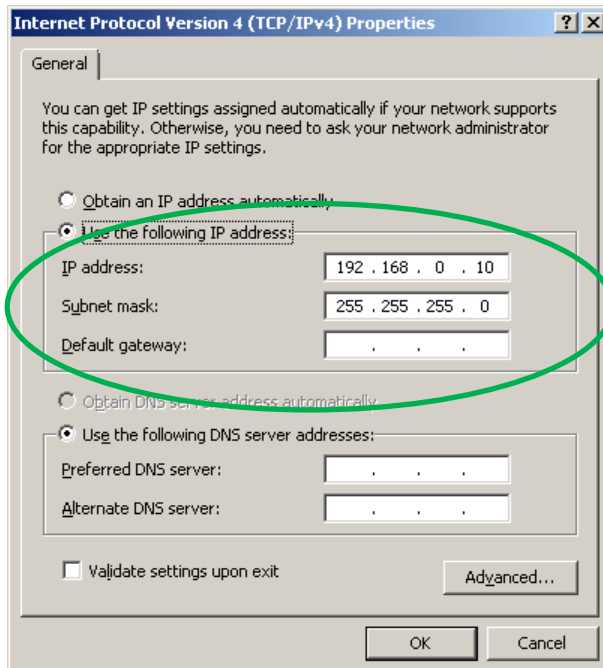 Internet Protocol Version 4 (TCP/IPv4) Properties
General
You can get IP settings assigned automatically if your network supports
this capability. Otherwise, you need to ask your network administrator
for the appropriate IP settings.
Obtain an IP address automatically
Use the following IP address:
IP address: 192 . 168 . 0 . 10
Subnet mask: 255 . 255 . 255 . 0
Default gateway: . . .
Obtain DNS server address automatically
Use the following DNS server addresses:
Preferred DNS server: . . .
Alternate DNS server: . . .
Validate settings upon exit
Advanced...
OK Cancel